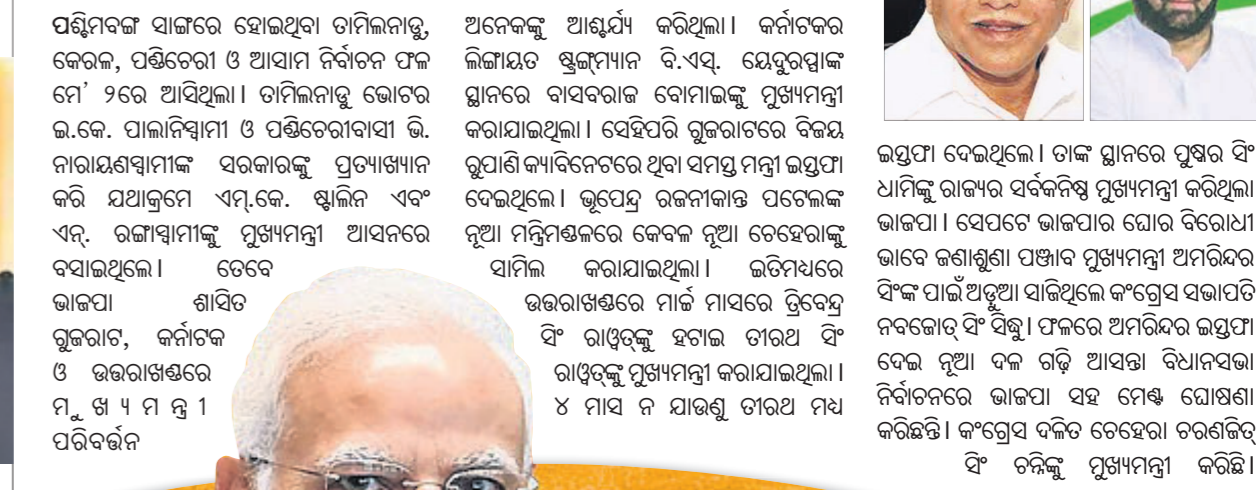 ପଶ୍ଚିମବଙ୍ଗ ସାଙ୍ଗରେ ହୋଇଥିବା ତାମିଲନାଡୁ,
କେରଳ, ପଣ୍ଡିଚେରୀ ଓ ଆସାମ ନିର୍ବାଚନ ଫଳ
ମେ' ୨ରେ ଆସିଥିଲା। ତାମିଲନାଡୁ ଭୋଟର
ଇ.କେ. ପାଲାନିସ୍ୱାମୀ ଓ ପଣ୍ଡିଚେରୀବାସୀ ଭି.
ନାରାୟଣସ୍ୱାମୀଙ୍କ ସରକାରଙ୍କୁ ପ୍ରତ୍ୟାଖ୍ୟାନ
କରି ଯଥାକ୍ରମେ ଏମ୍.କେ. ଷ୍ଟାଲିନ ଏବଂ
ଏନ୍. ରଙ୍ଗାସ୍ୱାମୀଙ୍କୁ ମୁଖ୍ୟମନ୍ତ୍ରୀ ଆସନରେ
ବସାଇଥିଲେ। ତେବେ
ଭାଜପା ଶାସିତ
ଗୁଜରାଟ, କର୍ନାଟକ
ଓ ଉତ୍ତରାଖଣ୍ଡରେ
ମୁଖ୍ୟମନ୍ତ୍ରୀ
ପରିବର୍ତ୍ତନ
ଅନେକଙ୍କୁ ଆଶ୍ଚର୍ଯ୍ୟ କରିଥିଲା। କର୍ନାଟକର
ଲିଙ୍ଗାୟତ ଷ୍ଟ୍ରଙ୍ଗ୍‌ମ୍ୟାନ ବି.ଏସ୍. ୟେଦୁରପ୍ପାଙ୍କ
ସ୍ଥାନରେ ବାସବରାଜ ବୋମାଇଙ୍କୁ ମୁଖ୍ୟମନ୍ତ୍ରୀ
କରାଯାଇଥିଲା। ସେହିପରି ଗୁଜରାଟରେ ବିଜୟ
ରୁପାଣି କ୍ୟାବିନେଟରେ ଥିବା ସମସ୍ତ ମନ୍ତ୍ରୀ ଇସ୍ତଫା
ଦେଇଥିଲେ। ଭୂପେନ୍ଦ୍ର ରଜନୀକାନ୍ତ ପଟେଲଙ୍କ
ନୂଆ ମନ୍ତ୍ରିମଣ୍ଡଳରେ କେବଳ ନୂଆ ଚେହେରାଙ୍କୁ
ସାମିଲ କରାଯାଇଥିଲା। ଇତିମଧ୍ୟରେ
ଉତ୍ତରାଖଣ୍ଡରେ ମାର୍ଚ୍ଚ ମାସରେ ତ୍ରିବେନ୍ଦ୍ର
ସିଂ ରାଓ୍ବତ୍‌ଙ୍କୁ ହଟାଇ ତୀରଥ ସିଂ
ରାଓ୍ବତ୍‌ଙ୍କୁ ମୁଖ୍ୟମନ୍ତ୍ରୀ କରାଯାଇଥିଲା।
୪ ମାସ ନ ଯାଉଣୁ ତୀରଥ ମଧ୍ୟ
ଇସ୍ତଫା ଦେଇଥିଲେ। ତାଙ୍କ ସ୍ଥାନରେ ପୁଷ୍କର ସିଂ
ଧାମିଙ୍କୁ ରାଜ୍ୟର ସର୍ବକନିଷ୍ଠ ମୁଖ୍ୟମନ୍ତ୍ରୀ କରିଥିଲା
ଭାଜପା। ସେପଟେ ଭାଜପାର ଘୋର ବିରୋଧୀ
ଭାବେ ଜଣାଶୁଣା ପଞ୍ଜାବ ମୁଖ୍ୟମନ୍ତ୍ରୀ ଅମରିନ୍ଦର
ସିଂଙ୍କ ପାଇଁ ଅଡୁଆ ସାଜିଥିଲେ କଂଗ୍ରେସ ସଭାପତି
ନବଜୋତ୍ ସିଂ ସିଦ୍ଧୁ। ଫଳରେ ଅମରିନ୍ଦର ଇସ୍ତଫା
ଦେଇ ନୂଆ ଦଳ ଗଢ଼ି ଆସନ୍ତା ବିଧାନସଭା
ନିର୍ବାଚନରେ ଭାଜପା ସହ ମେଣ୍ଟ ଘୋଷଣା
କରିଛନ୍ତି। କଂଗ୍ରେସ ଦଳିତ ଚେହେରା ଚରଣଜିତ୍
ସିଂ ଚନ୍ନିଙ୍କୁ ମୁଖ୍ୟମନ୍ତ୍ରୀ କରିଛି।